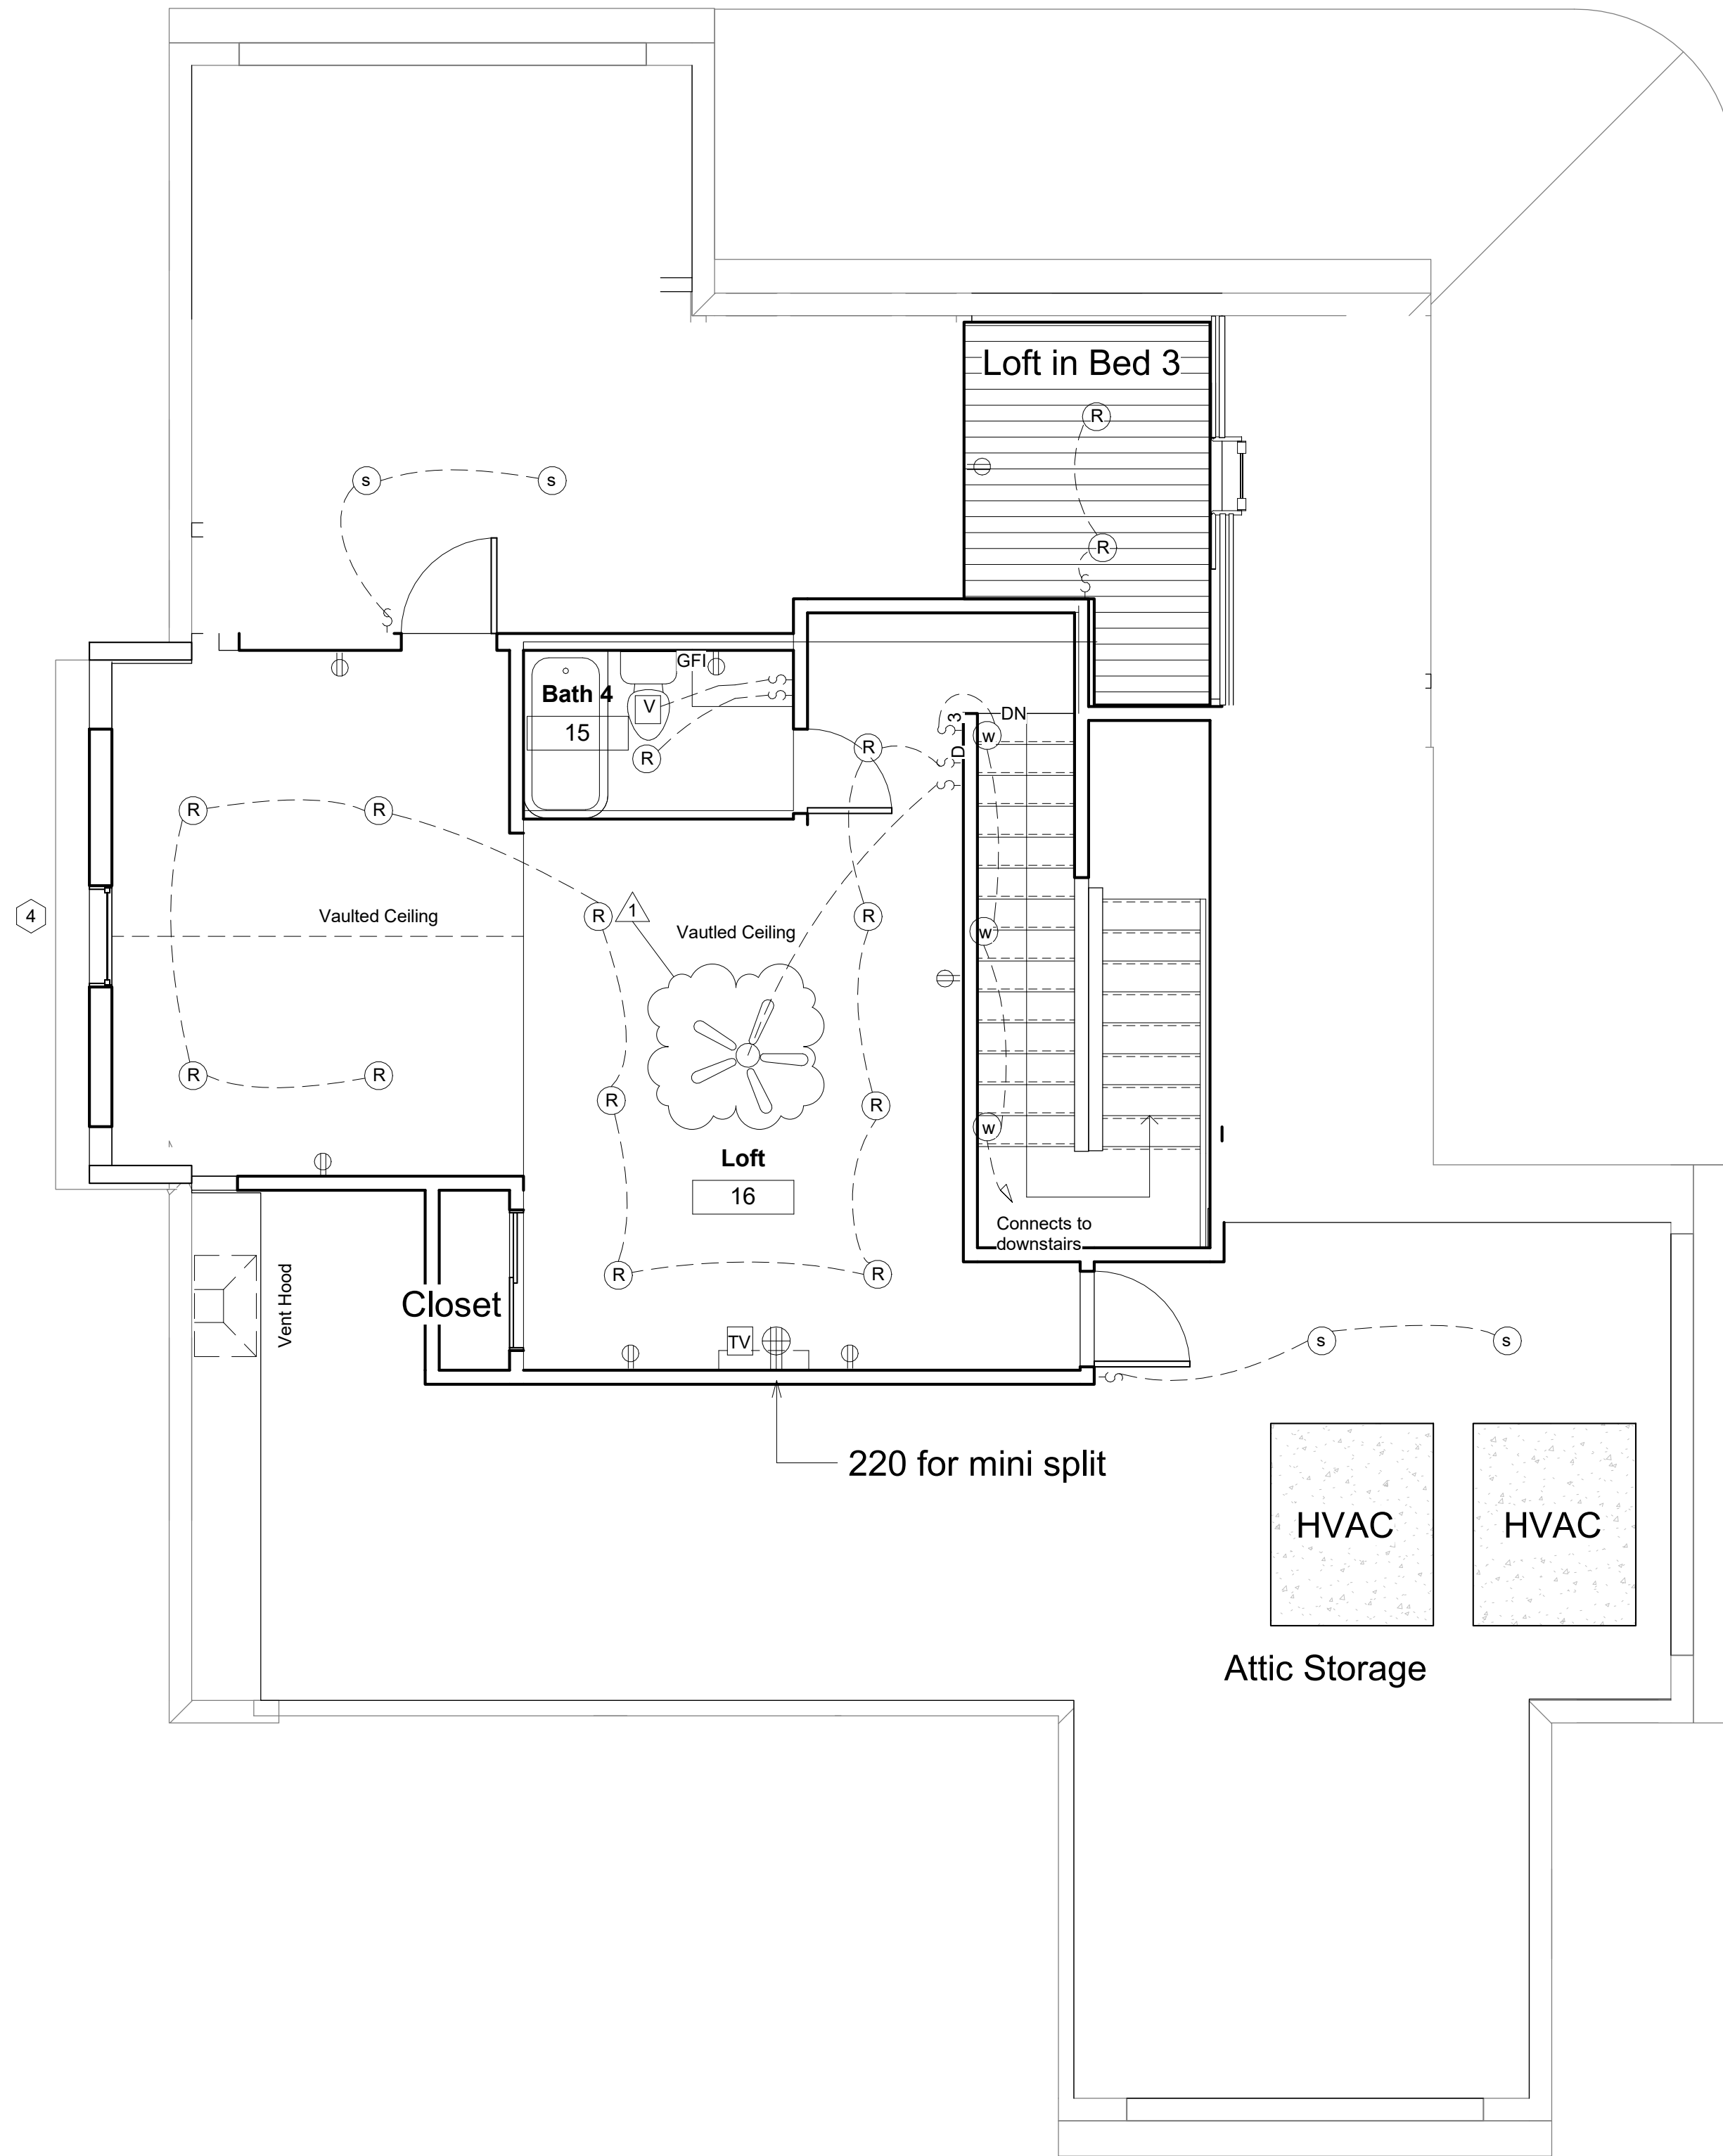 Loft in Bed 3
R
s
s
R
GFI
Bath 4
V
15
R
3
DN
w
D
R
R
R
4
Vaulted Ceiling
R
1
Vautled Ceiling
R
w
R
R
R
R
w
Loft
16
Connects to
downstairs
R
R
Vent Hood
Closet
TV
s
s
220 for mini split
HVAC
HVAC
Attic Storage